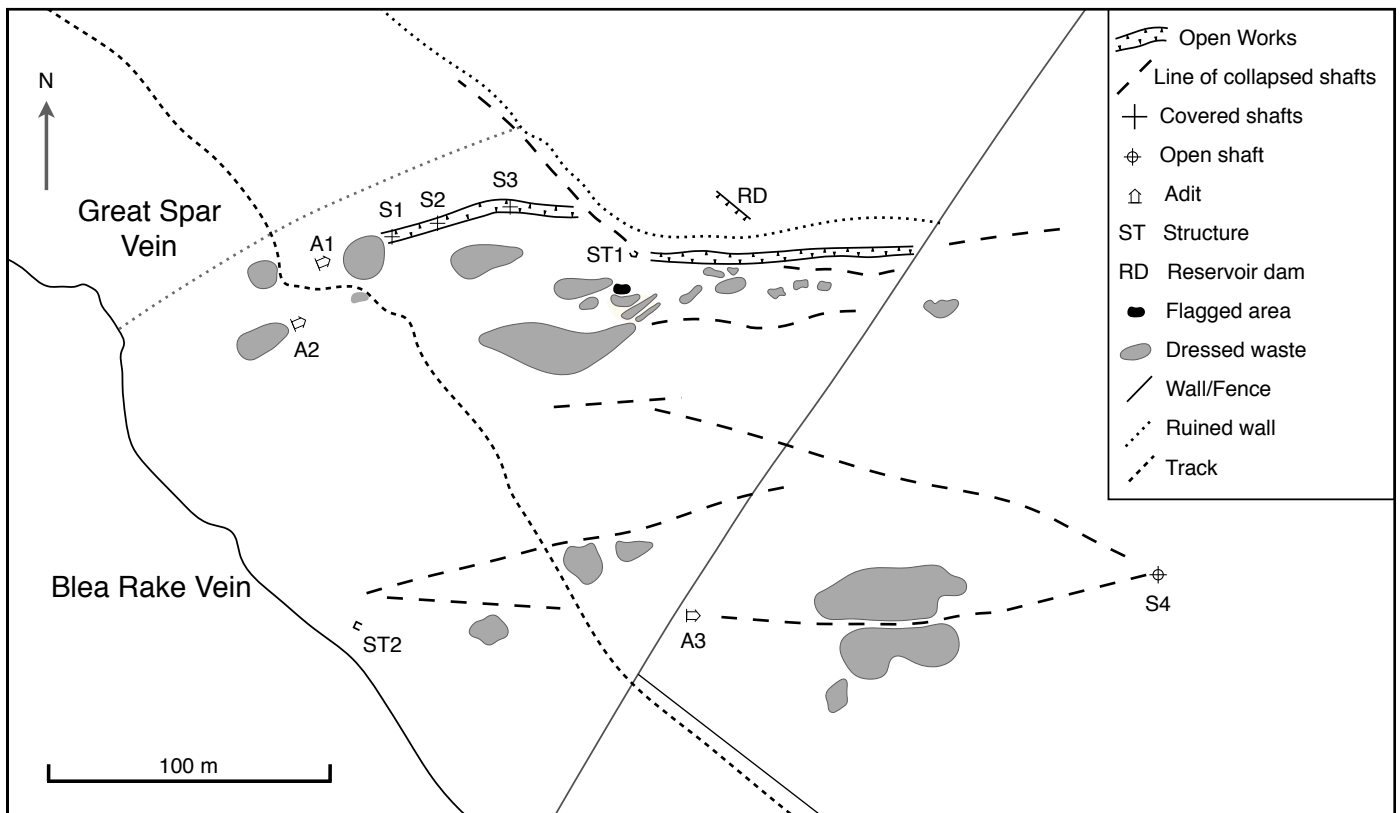 N
Great Spar
Vein
A1
S1
S2
S3
RD
ST1
A2
Blea Rake Vein
ST2
A3
S4
100 m
Open Works
Line of collapsed shafts
Covered shafts
Open shaft
Adit
ST Structure
RD Reservoir dam
Flagged area
Dressed waste
Wall/Fence
Ruined wall
Track